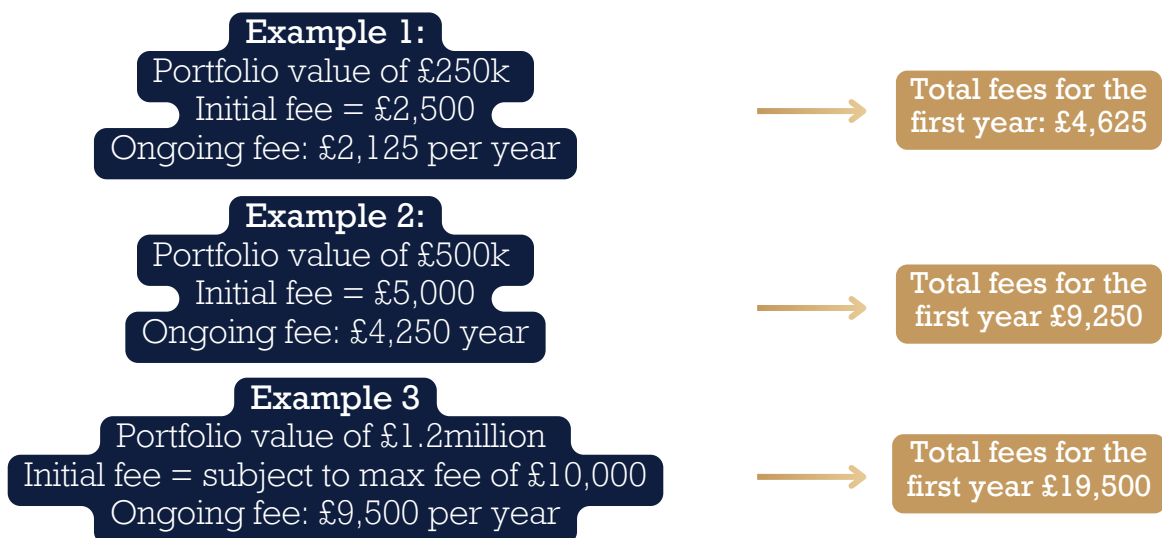 Example 1:
Portfolio value of £250k
Initial fee = £2,500
Ongoing fee: £2,125 per year
Total fees for the
first year: £4,625
Example 2:
Portfolio value of £500k
Initial fee = £5,000
Ongoing fee: £4,250 year
Total fees for the
first year £9,250
Example 3
Portfolio value of £1.2million
Initial fee = subject to max fee of £10,000
Ongoing fee: £9,500 per year
Total fees for the
first year £19,500